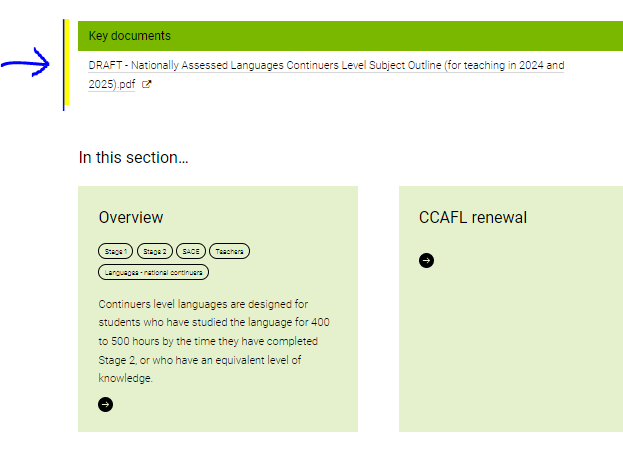 Key documents
DRAFT - Nationally Assessed Languages Continuers Level Subject Outline (for teaching in 2024 and
2025).pdf
In this section...
Overview
Stage 1 Stage 2 SACE Teachers
Languages - national continuers
Continuers level languages are designed for
students who have studied the language for 400
to 500 hours by the time they have completed
Stage 2, or who have an equivalent level of
knowledge.
CCAFL renewal